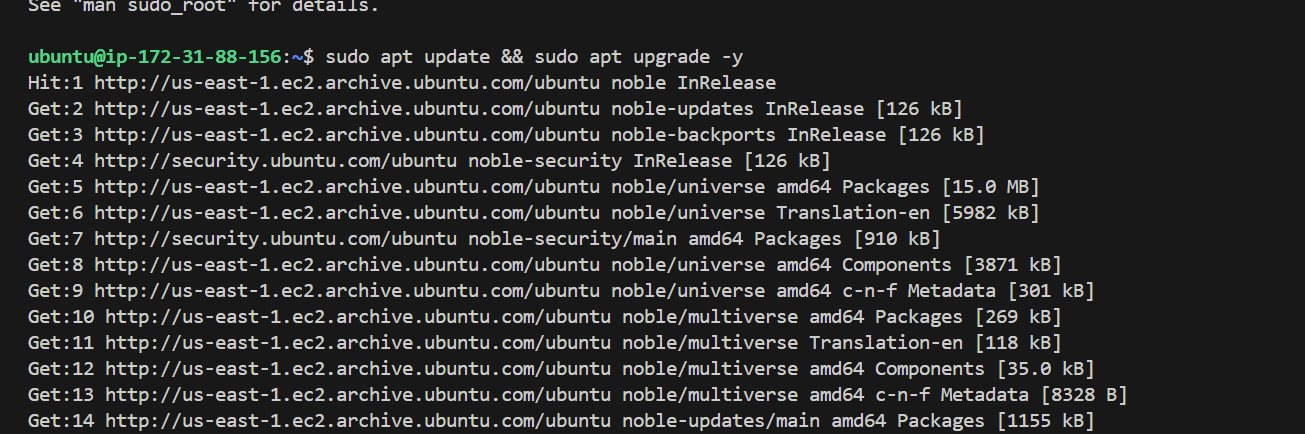 See "man sudo_root" for details.
ubuntu@ip-172-31-88-156:~$ sudo apt update && sudo apt upgrade -y
Hit:1 http://us-east-1.ec2.archive.ubuntu.com/ubuntu noble InRelease
Get:2 http://us-east-1.ec2.archive.ubuntu.com/ubuntu noble-updates InRelease [126 kB]
Get:3 http://us-east-1.ec2.archive.ubuntu.com/ubuntu noble-backports InRelease [126 kB]
Get:4 http://security.ubuntu.com/ubuntu noble-security InRelease [126 kB]
Get:5 http://us-east-1.ec2.archive.ubuntu.com/ubuntu noble/universe amd64 Packages [15.0 MB]
Get:6 http://us-east-1.ec2.archive.ubuntu.com/ubuntu noble/universe Translation-en [5982 kB]
Get:7 http://security.ubuntu.com/ubuntu noble-security/main amd64 Packages [910 kB]
Get:8 http://us-east-1.ec2.archive.ubuntu.com/ubuntu noble/universe amd64 Components [3871 kB]
Get:9 http://us-east-1.ec2.archive.ubuntu.com/ubuntu noble/universe amd64 c-n-f Metadata [301 kB]
Get:10 http://us-east-1.ec2.archive.ubuntu.com/ubuntu noble/multiverse amd64 Packages [269 kB]
Get:11 http://us-east-1.ec2.archive.ubuntu.com/ubuntu noble/multiverse Translation-en [118 kB]
Get:12 http://us-east-1.ec2.archive.ubuntu.com/ubuntu noble/multiverse amd64 Components [35.0 kB]
Get:13 http://us-east-1.ec2.archive.ubuntu.com/ubuntu noble/multiverse amd64 c-n-f Metadata [8328 B]
Get:14 http://us-east-1.ec2.archive.ubuntu.com/ubuntu noble-updates/main amd64 Packages [1155 kB]